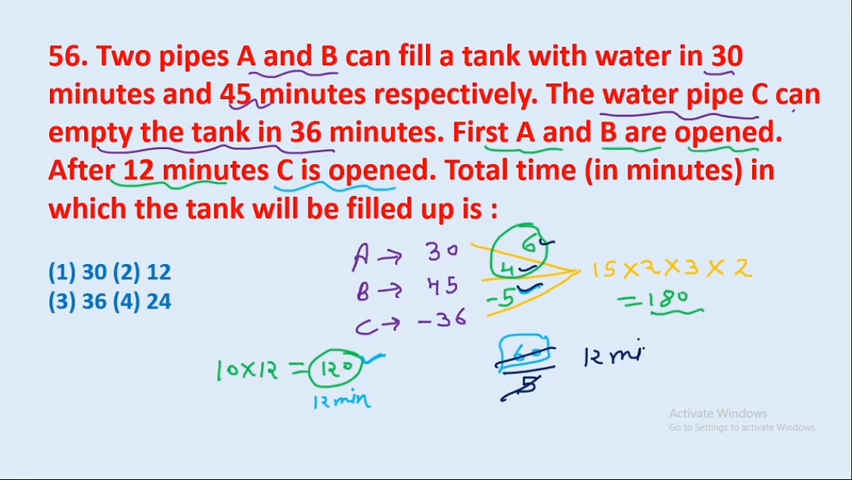 56. Two pipes A and B can fill a tank with water in 30
minutes and 45 minutes respectively. The water pipe C can
empty the tank in 36 minutes. First A and B are opened.
After 12 minutes C is opened. Total time (in minutes) in
which the tank will be filled up is :
(1) 30 (2) 12
(3) 36 (4) 24
A → 30
B → 45
C → -36
6
4
-5
15 X 2 X 3 X 2
= 180
10 X 12 = 120
12 min
60
5
12 mi
Activate Windows
Go to Settings to activate Windows.